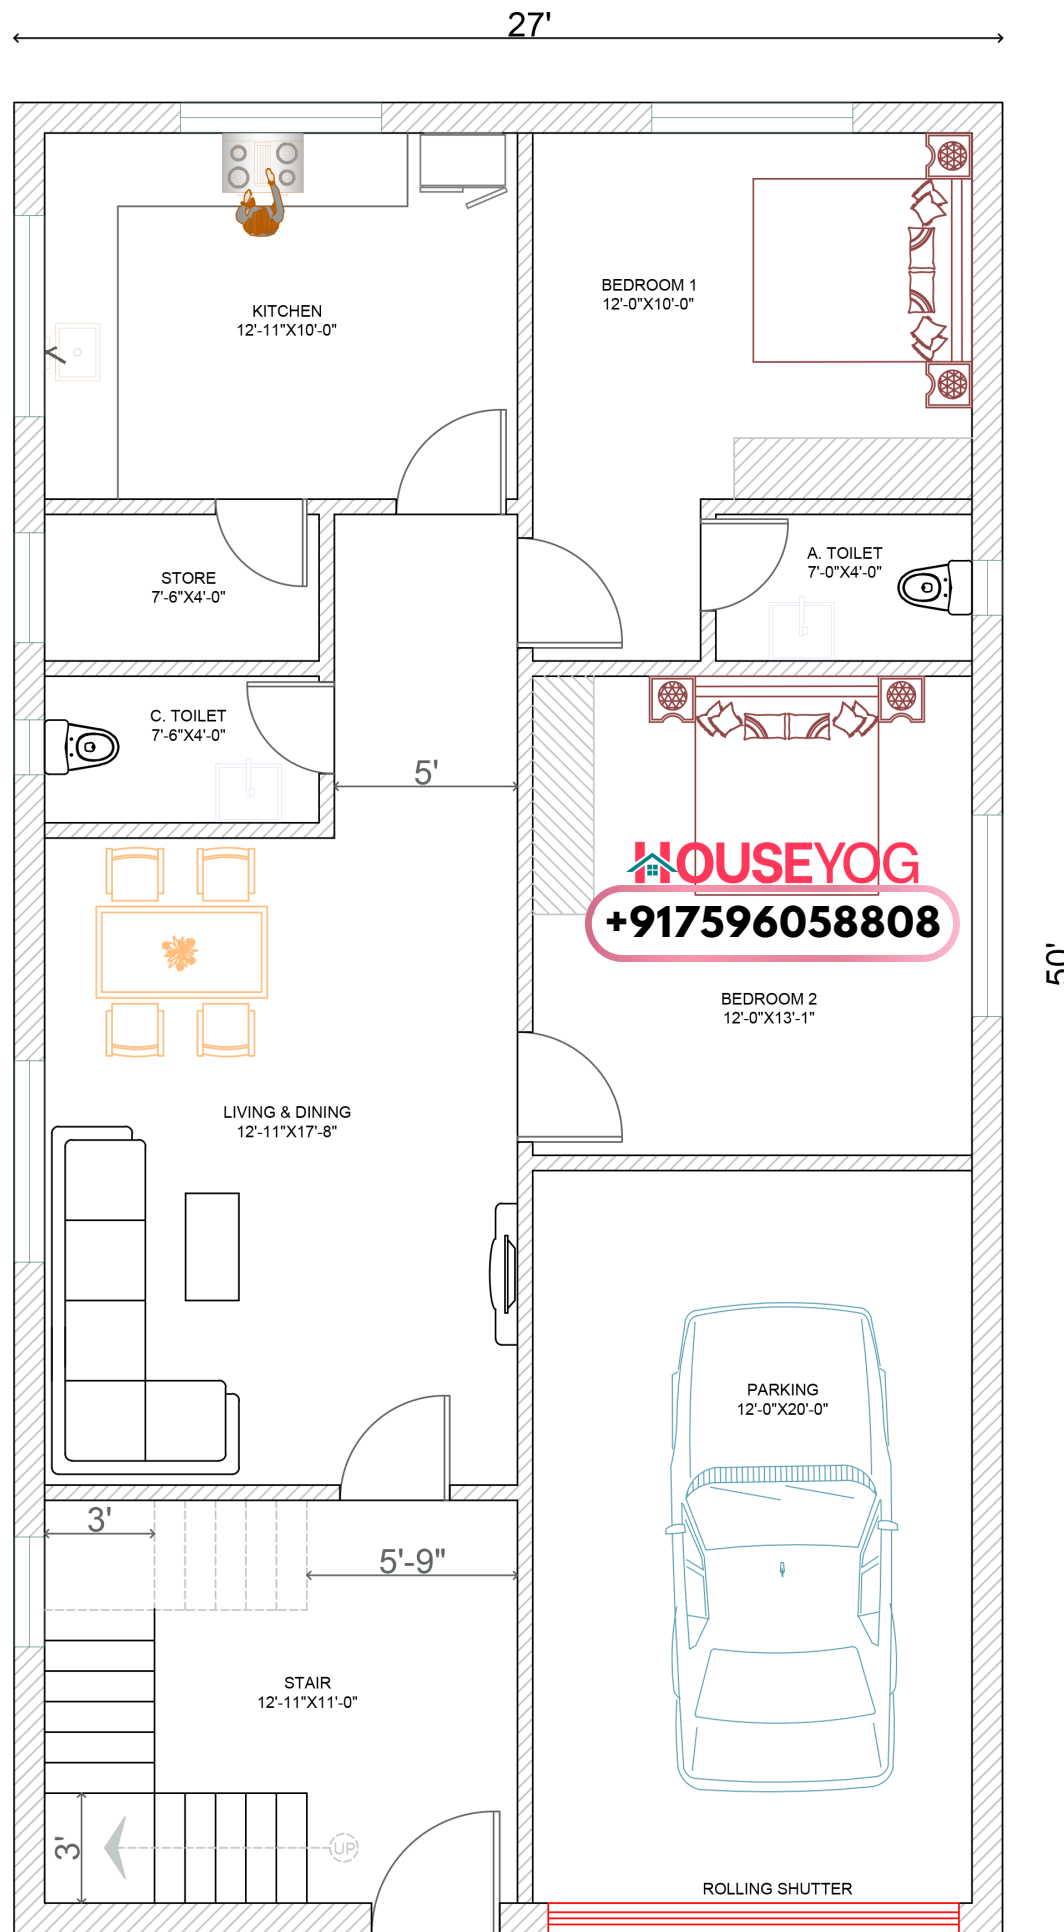 27'
KITCHEN
12'-11"X10'-0"
BEDROOM 1
12'-0"X10'-0"
STORE
7'-6"X4'-0"
A. TOILET
7'-0"X4'-0"
C. TOILET
7'-6"X4'-0"
5'
HOUSEYOG
+917596058808
50'
BEDROOM 2
12'-0"X13'-1"
LIVING & DINING
12'-11"X17'-8"
PARKING
12'-0"X20'-0"
3'
5'-9"
STAIR
12'-11"X11'-0"
3'
UP
ROLLING SHUTTER